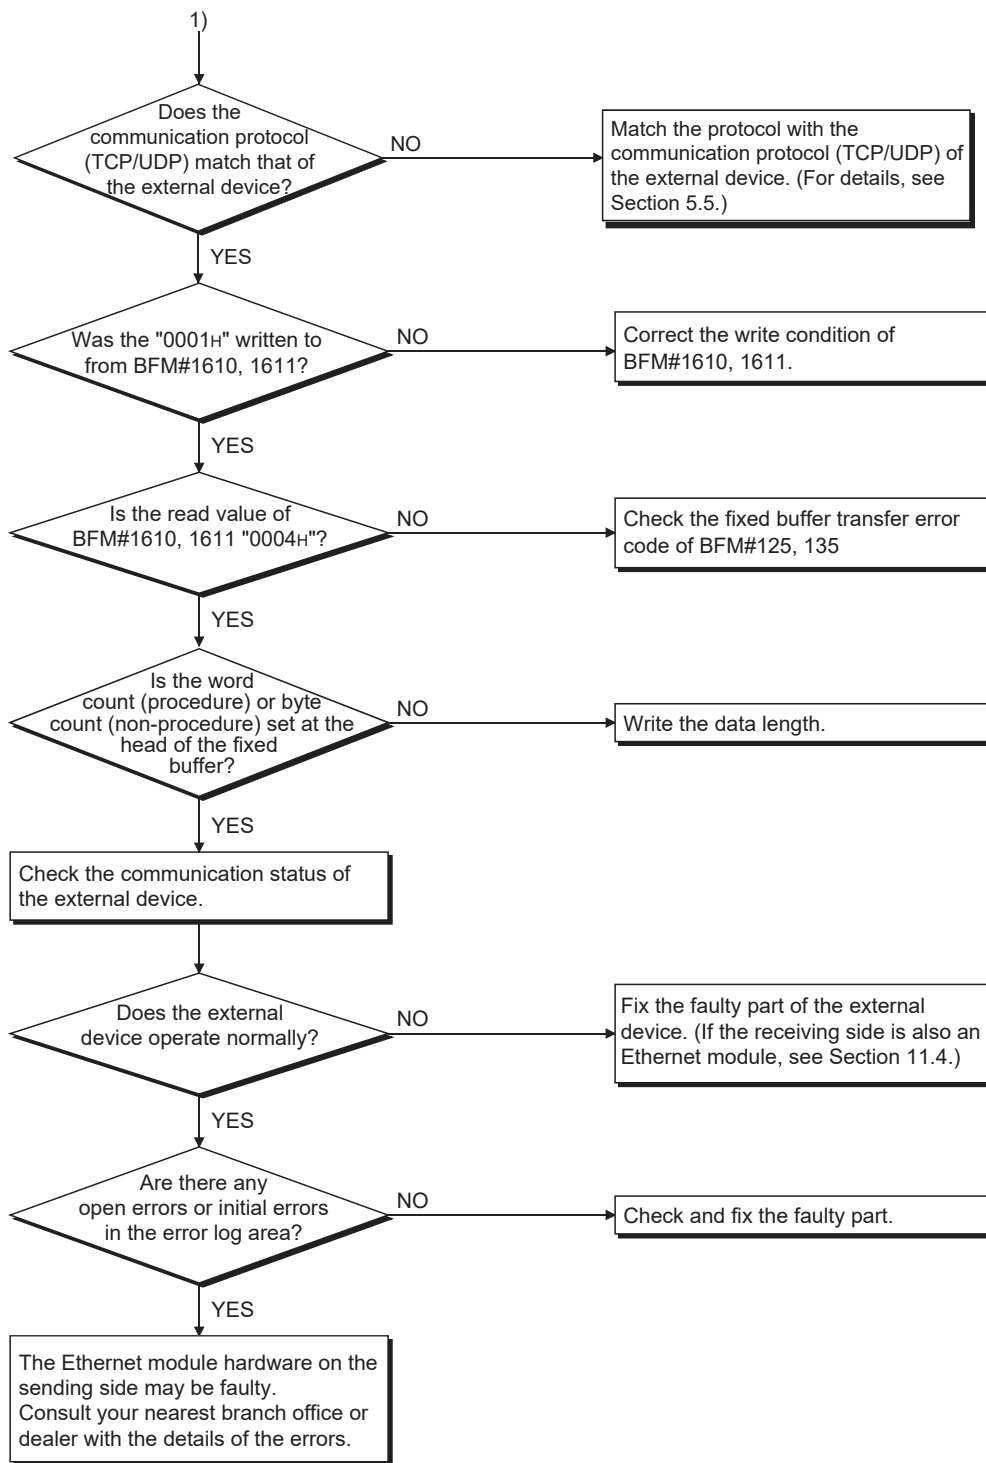 1)
Does the
communication protocol
(TCP/UDP) match that of
the external device?
NO
Match the protocol with the
communication protocol (TCP/UDP) of
the external device. (For details, see
Section 5.5.)
YES
Was the "0001H" written to
from BFM#1610, 1611?
NO
Correct the write condition of
BFM#1610, 1611.
YES
Is the read value of
BFM#1610, 1611 "0004H"?
NO
Check the fixed buffer transfer error
code of BFM#125, 135
YES
Is the word
count (procedure) or byte
count (non-procedure) set at the
head of the fixed
buffer?
NO
Write the data length.
YES
Check the communication status of
the external device.
Does the external
device operate normally?
NO
Fix the faulty part of the external
device. (If the receiving side is also an
Ethernet module, see Section 11.4.)
YES
Are there any
open errors or initial errors
in the error log area?
NO
Check and fix the faulty part.
YES
The Ethernet module hardware on the
sending side may be faulty.
Consult your nearest branch office or
dealer with the details of the errors.